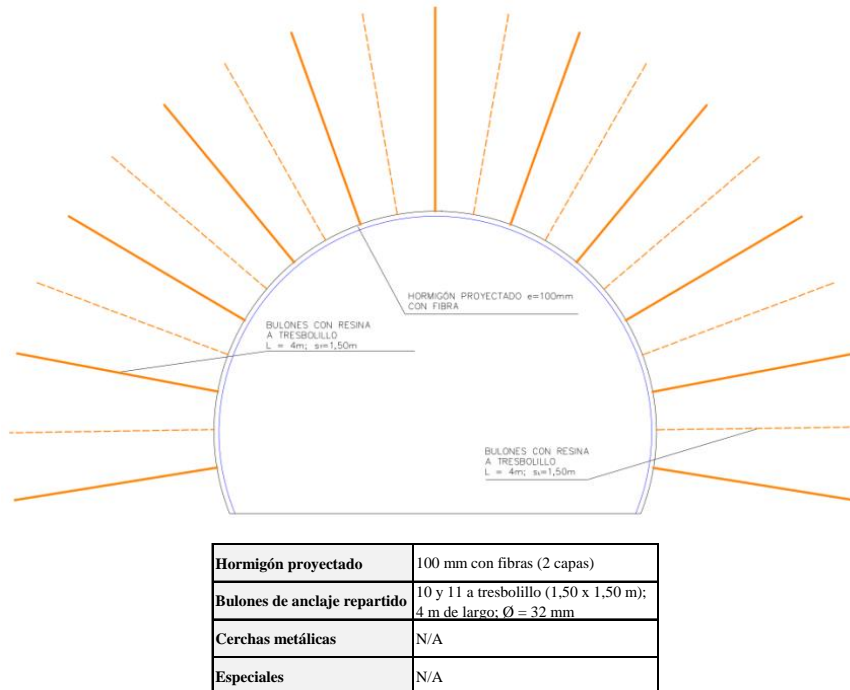 HORMIGÓN PROYECTADO e=100mm
CON FIBRA
BULONES CON RESINA
A TRESBOLILLO
L = 4m; sₜ=1,50m
BULONES CON RESINA
A TRESBOLILLO
L = 4m; sʟ=1,50m
Hormigón proyectado 100 mm con fibras (2 capas)
Bulones de anclaje repartido 10 y 11 a tresbolillo (1,50 x 1,50 m);
4 m de largo; Ø = 32 mm
Cerchas metálicas N/A
Especiales N/A